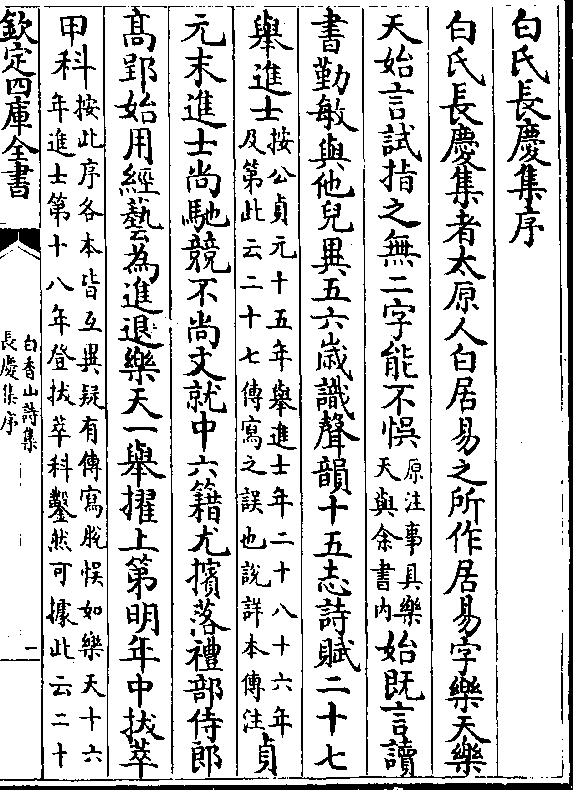 白氏長慶集序
白氏長慶集者太原人白居易之所作居易字樂天樂
天始言試指之無二字能不悮
原注事具樂
天與余書内
始既言讀
書勤敏與他兒異五六歲識聲韻十五志詩賦二十七
舉進士
按公貞元十五年舉進士年二十八十六年
及第此云二十七傳寫之誤也說詳本傳注
貞
元末進士尚馳競不尚文就中六籍尤擯落禮部侍郎
髙郢始用經藝為進退樂天一舉擢上第明年中拔萃
甲科
按此序各本皆互異疑有傳寫脱悮如樂天十六
年進士第十八年登拔萃科鑿然可據此云二十
欽定四庫全書
白香山詩集
長慶集序
一